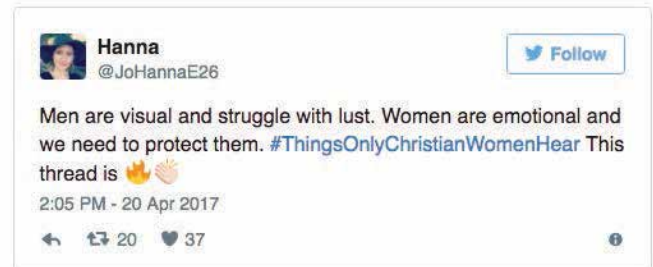 Hanna
@JoHannaE26
Follow
Men are visual and struggle with lust. Women are emotional and
we need to protect them. #ThingsOnlyChristianWomenHear This
thread is 🔥👏🏻
2:05 PM - 20 Apr 2017
20 37